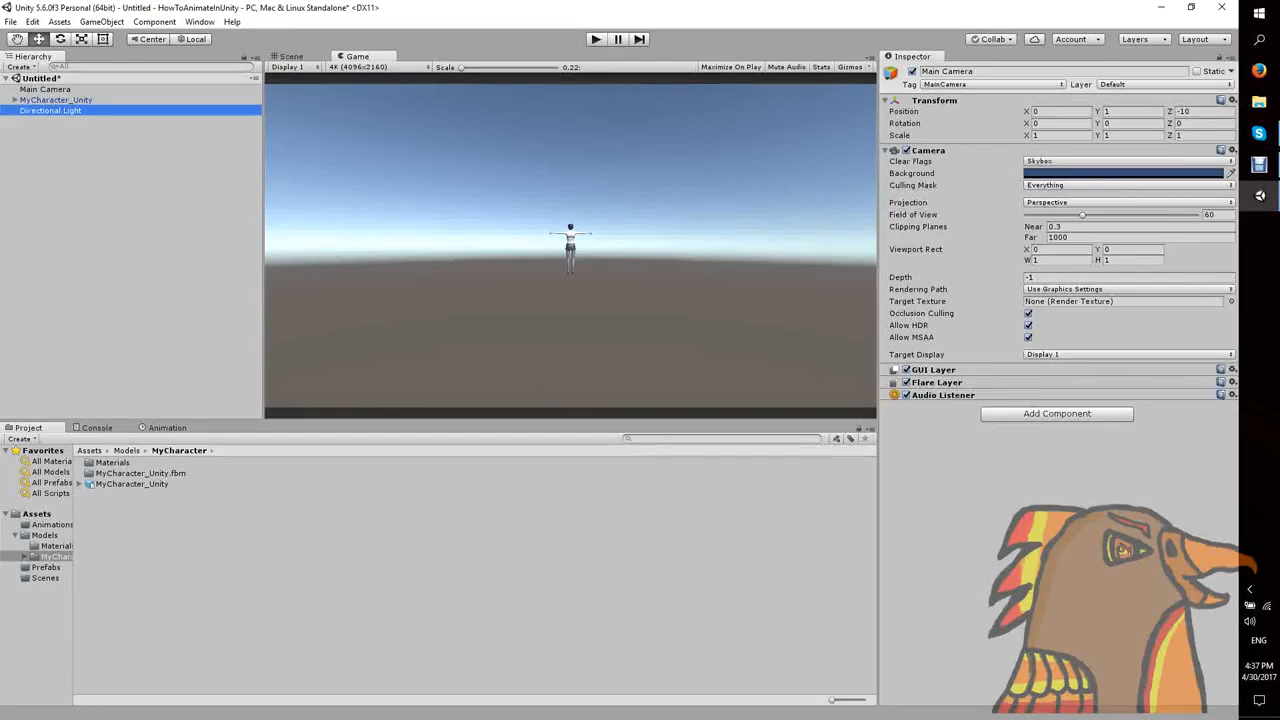 Unity 5.6.0f3 Personal (64bit) - Untitled - HowToAnimateInUnity - PC, Mac & Linux Standalone* <DX11>
File Edit Assets GameObject Component Window Help
Center Local Collab Account Layers Layout
Hierarchy Scene Game Inspector
Create All Display 1 4K (4096x2160) Scale 0.22: Maximize On Play Mute Audio Stats Gizmos Main Camera Static
Untitled*
Tag MainCamera Layer Default
Main Camera
MyCharacter_Unity
Directional Light
Transform
Position X 0 Y 1 Z -10
Rotation X 0 Y 0 Z 0
Scale X 1 Y 1 Z 1
Camera
Clear Flags Skybox
Background
Culling Mask Everything
Projection Perspective
Field of View 60
Clipping Planes Near 0.3
Far 1000
Viewport Rect X 0 Y 0
W 1 H 1
Depth -1
Rendering Path Use Graphics Settings
Target Texture None (Render Texture)
Occlusion Culling
Allow HDR
Allow MSAA
Target Display Display 1
GUI Layer
Flare Layer
Audio Listener
Add Component
Project Console Animation
Create
Favorites
All Materia
All Models
All Prefabs
All Scripts
Assets
Animations
Models
Material
MyChara
Prefabs
Scenes
Assets Models MyCharacter
Materials
MyCharacter_Unity.fbm
MyCharacter_Unity
ENG
4:37 PM
4/30/2017